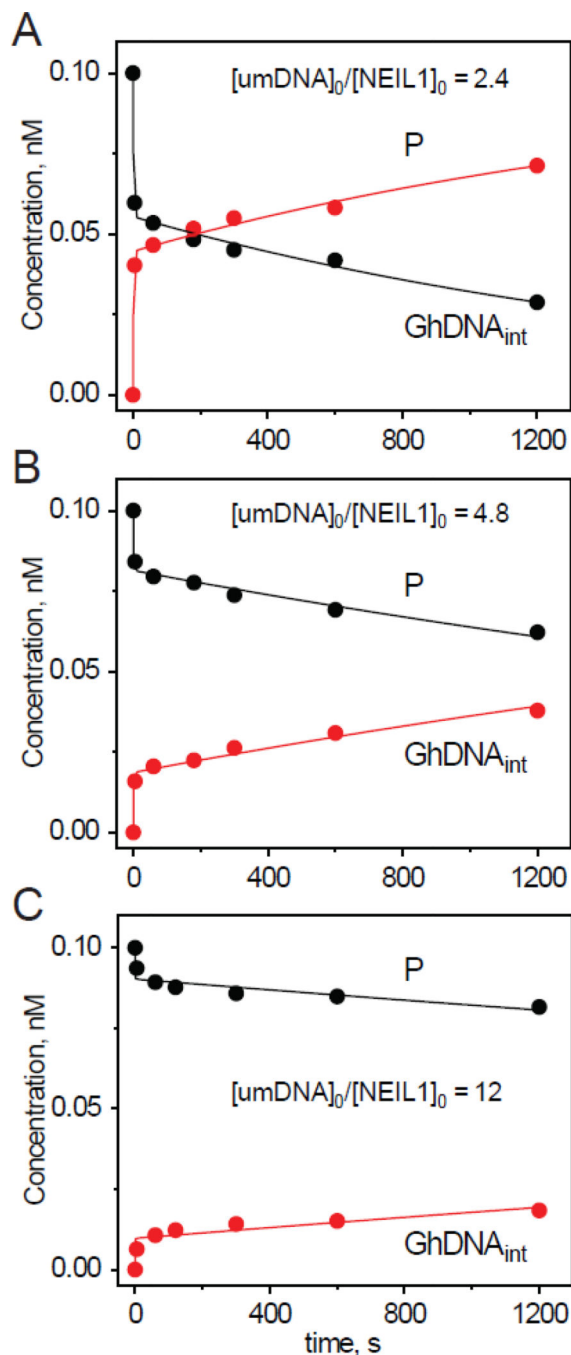 A
[umDNA]₀/[NEIL1]₀ = 2.4
P
GhDNAint
Concentration, nM
0.10
0.05
0.00
0 400 800 1200
B
[umDNA]₀/[NEIL1]₀ = 4.8
P
GhDNAint
Concentration, nM
0.10
0.05
0.00
0 400 800 1200
C
P
[umDNA]₀/[NEIL1]₀ = 12
GhDNAint
Concentration, nM
0.10
0.05
0.00
0 400 800 1200
time, s